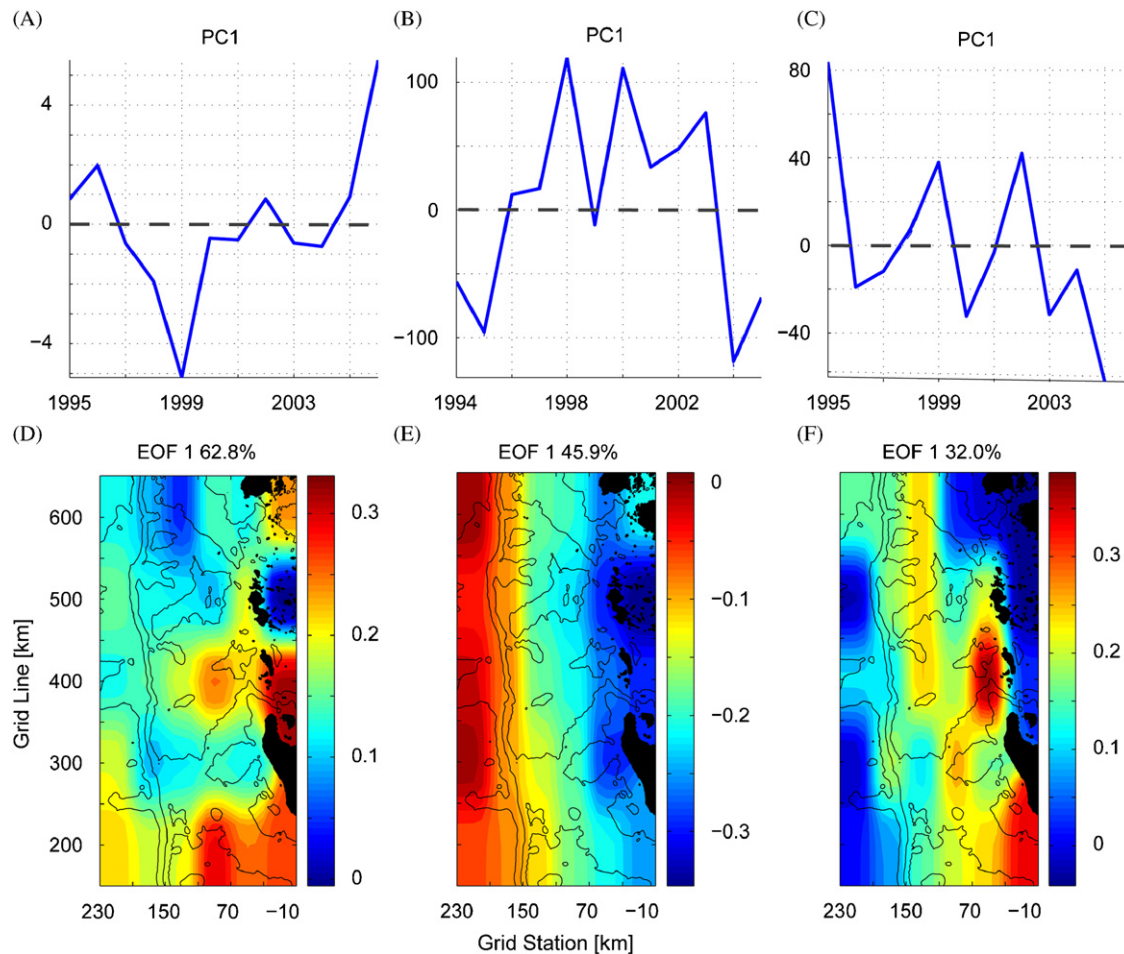 (A)
PC1
4
0
−4
1995 1999 2003
(B)
PC1
100
0
−100
1994 1998 2002
(C)
PC1
80
40
0
−40
1995 1999 2003
(D)
EOF 1 62.8%
Grid Line [km]
600
500
400
300
200
230 150 70 −10
0.3
0.2
0.1
0
(E)
EOF 1 45.9%
230 150 70 −10
0
−0.1
−0.2
−0.3
(F)
EOF 1 32.0%
230 150 70 −10
0.3
0.2
0.1
0
Grid Station [km]